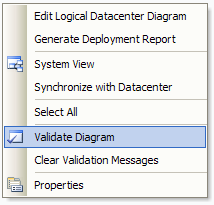 Edit Logical Datacenter Diagram
Generate Deployment Report
System View
Synchronize with Datacenter
Select All
Validate Diagram
Clear Validation Messages
Properties